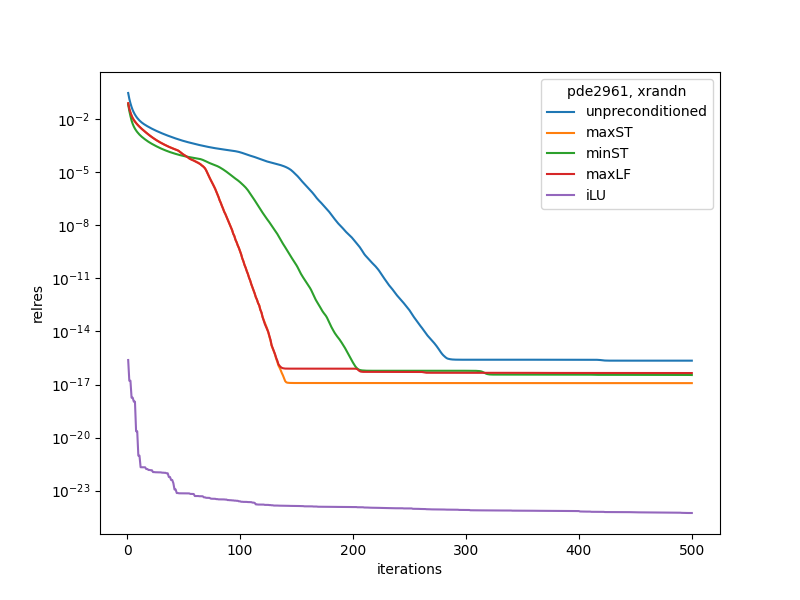 pde2961, xrandn
unpreconditioned
maxST
minST
maxLF
iLU
relres
10⁻²
10⁻⁵
10⁻⁸
10⁻¹¹
10⁻¹⁴
10⁻¹⁷
10⁻²⁰
10⁻²³
0 100 200 300 400 500
iterations